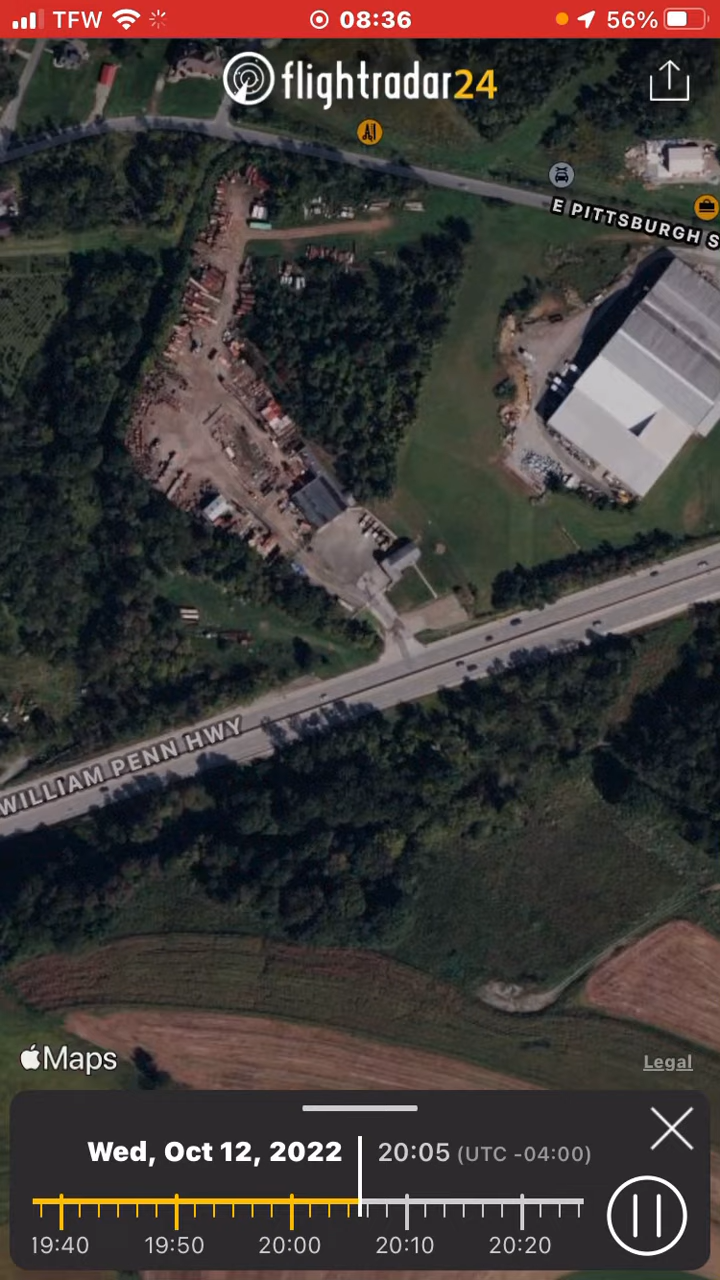 TFW 08:36 56%
flightradar24
E PITTSBURGH S
WILLIAM PENN HWY
Maps Legal
Wed, Oct 12, 2022 20:05 (UTC -04:00)
19:40 19:50 20:00 20:10 20:20